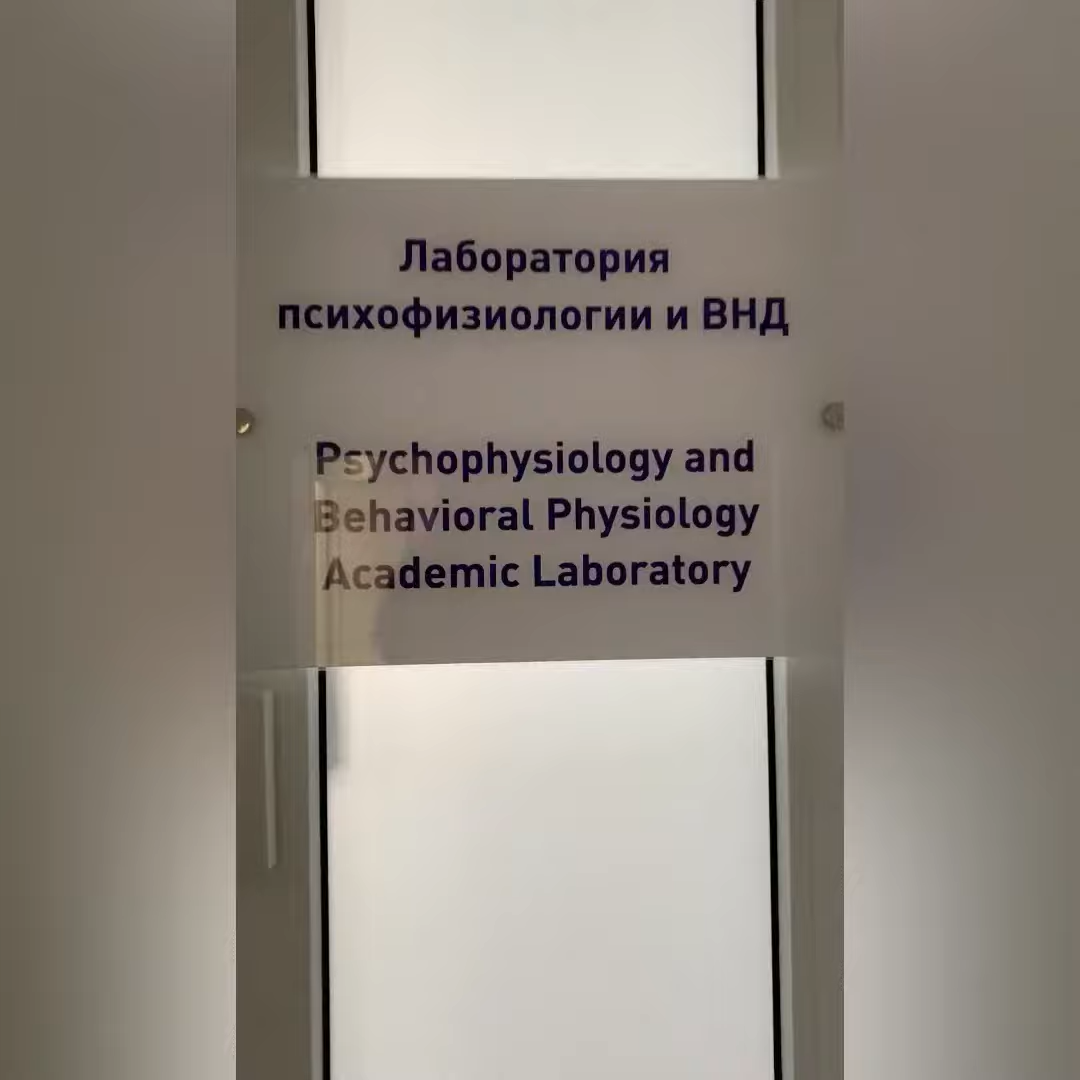 Лаборатория
психофизиологии и ВНД
Psychophysiology and
Behavioral Physiology
Academic Laboratory